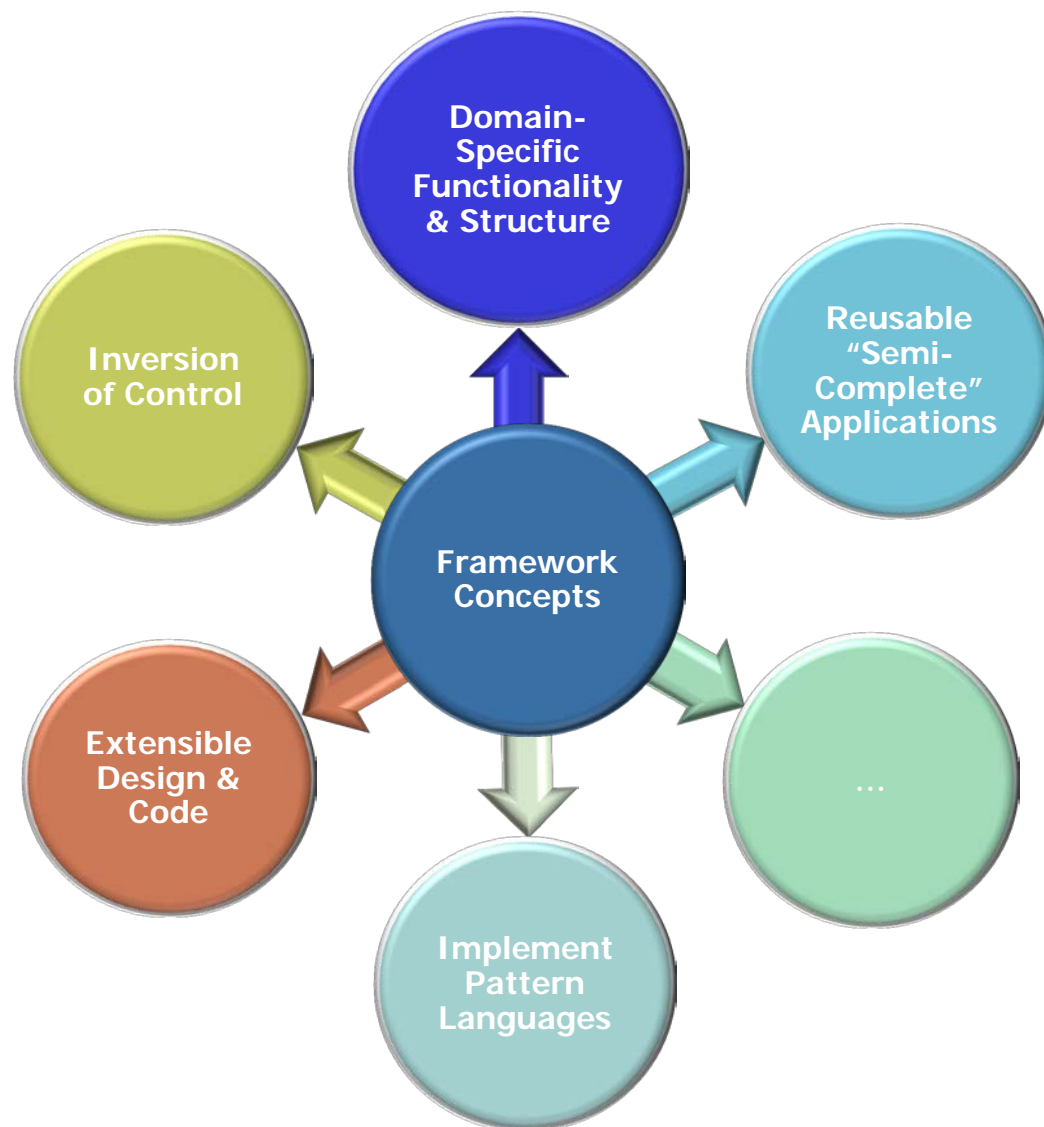 Domain-
Specific
Functionality
& Structure
Reusable
“Semi-
Complete”
Applications
Inversion
of Control
Framework
Concepts
Extensible
Design &
Code
...
Implement
Pattern
Languages